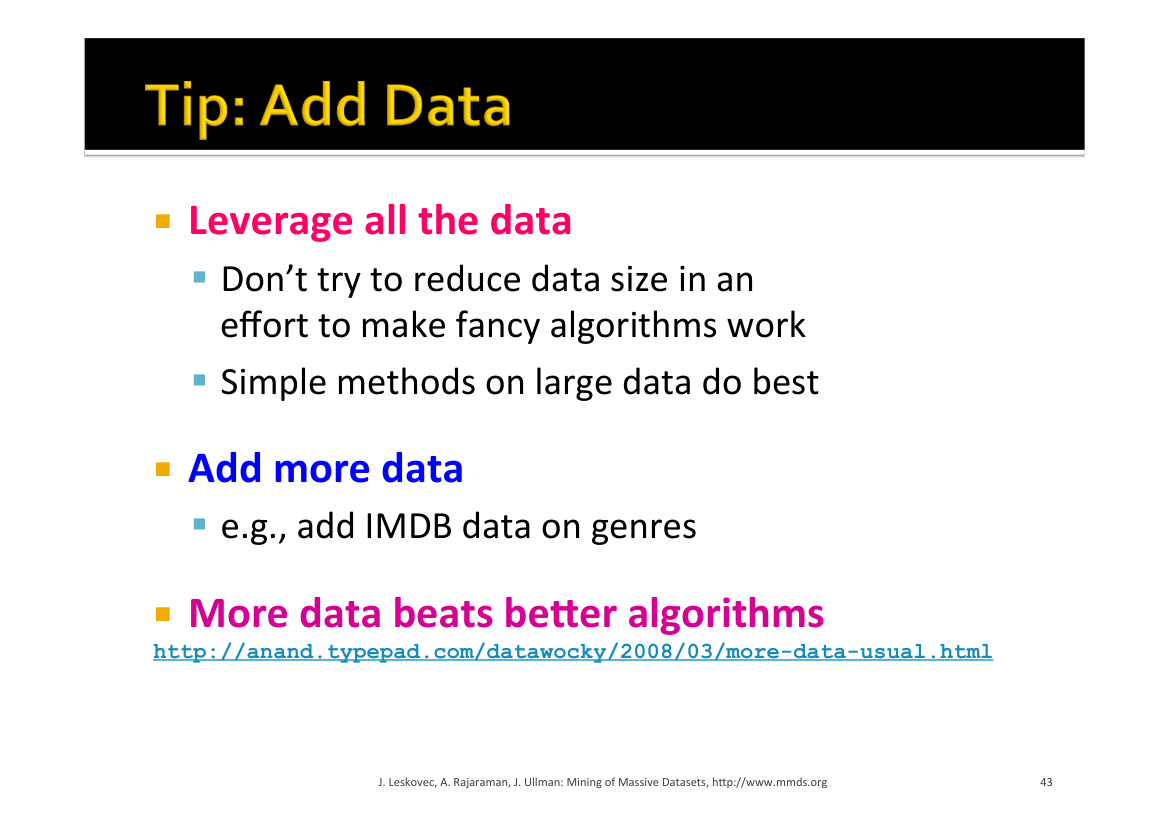 Tip: Add Data
Leverage all the data
Don’t try to reduce data size in an
effort to make fancy algorithms work
Simple methods on large data do best
Add more data
e.g., add IMDB data on genres
More data beats better algorithms
http://anand.typepad.com/datawocky/2008/03/more-data-usual.html
J. Leskovec, A. Rajaraman, J. Ullman: Mining of Massive Datasets, http://www.mmds.org
43